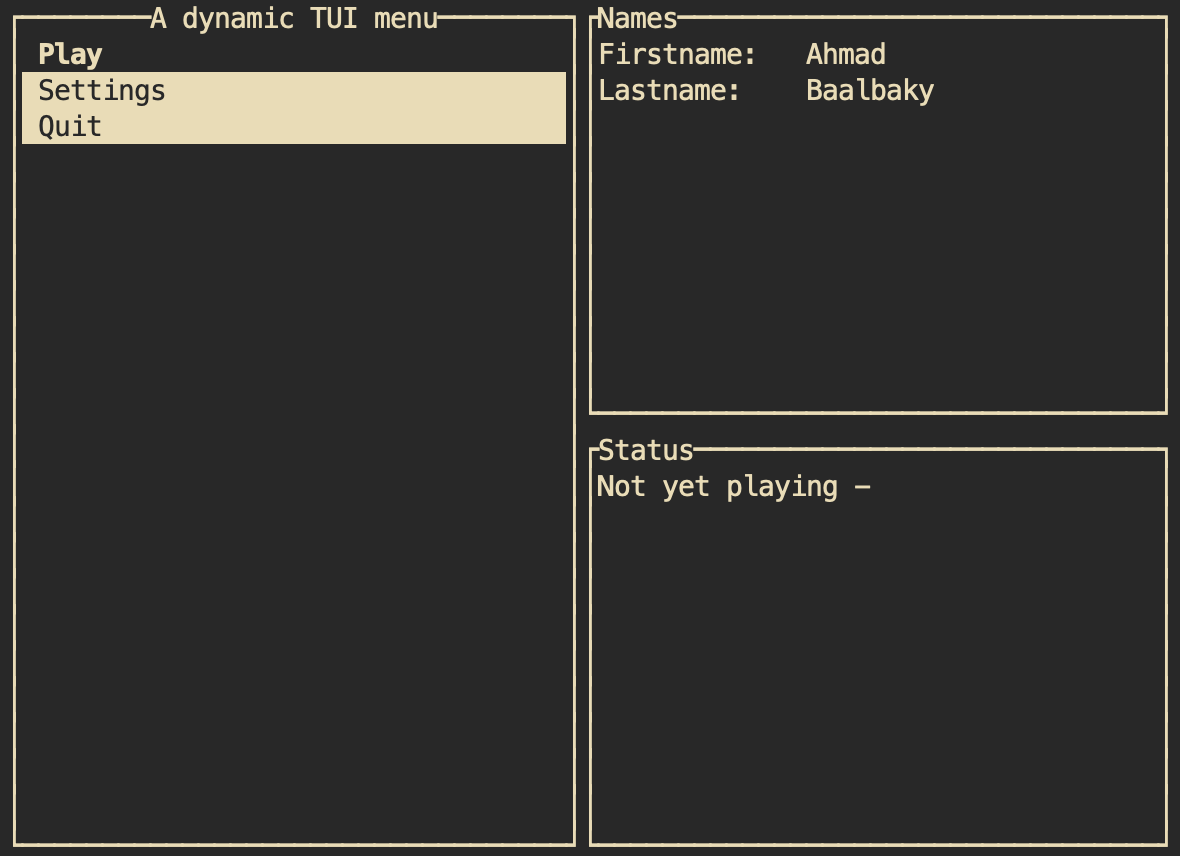 A dynamic TUI menu
Play
Settings
Quit
Names
Firstname: Ahmad
Lastname: Baalbaky
Status
Not yet playing —